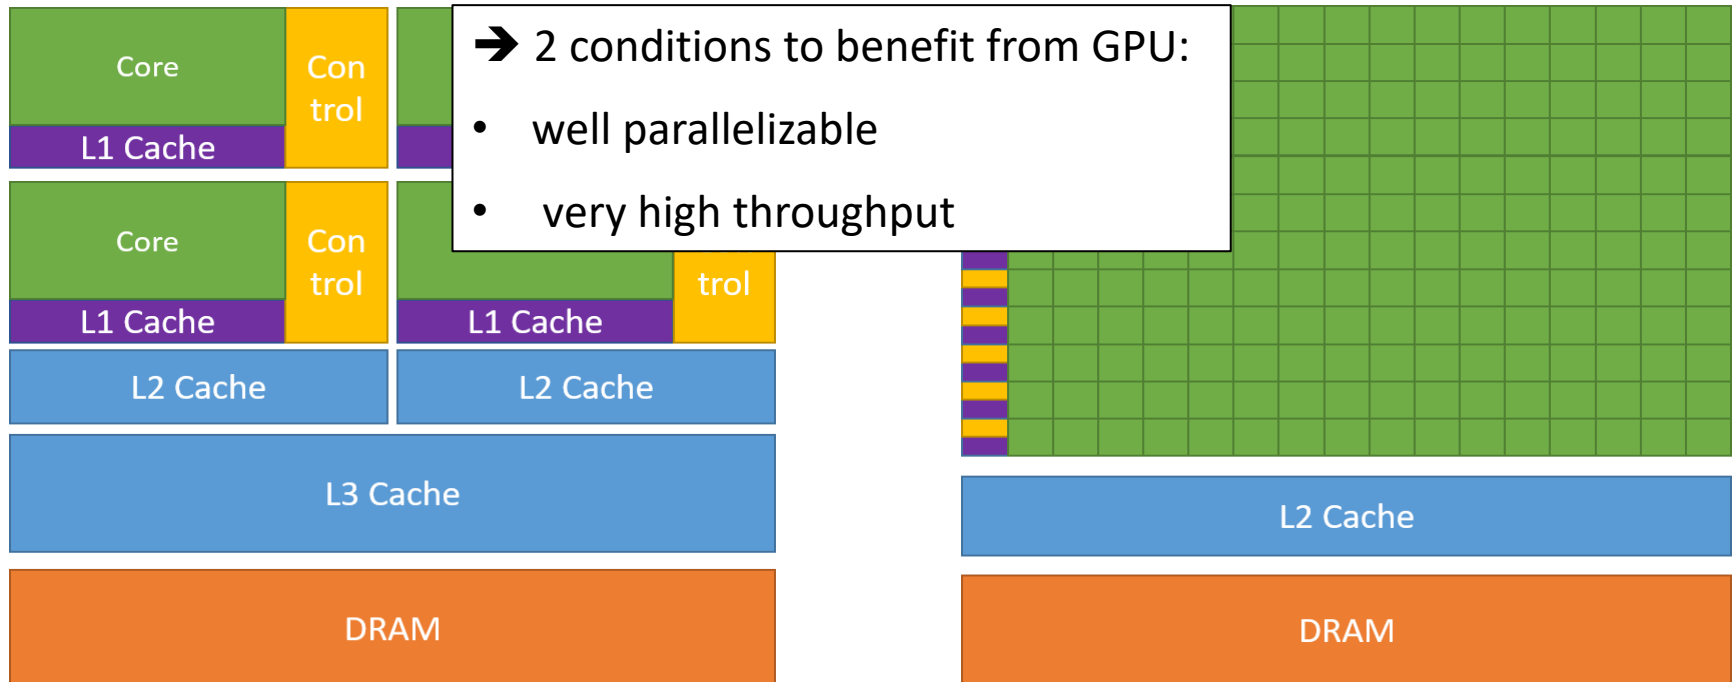 ➔ 2 conditions to benefit from GPU:
• well parallelizable
• very high throughput
Core
Con
trol
L1 Cache
Core
Con
trol
L1 Cache
trol
L1 Cache
L2 Cache
L2 Cache
L3 Cache
DRAM
L2 Cache
DRAM